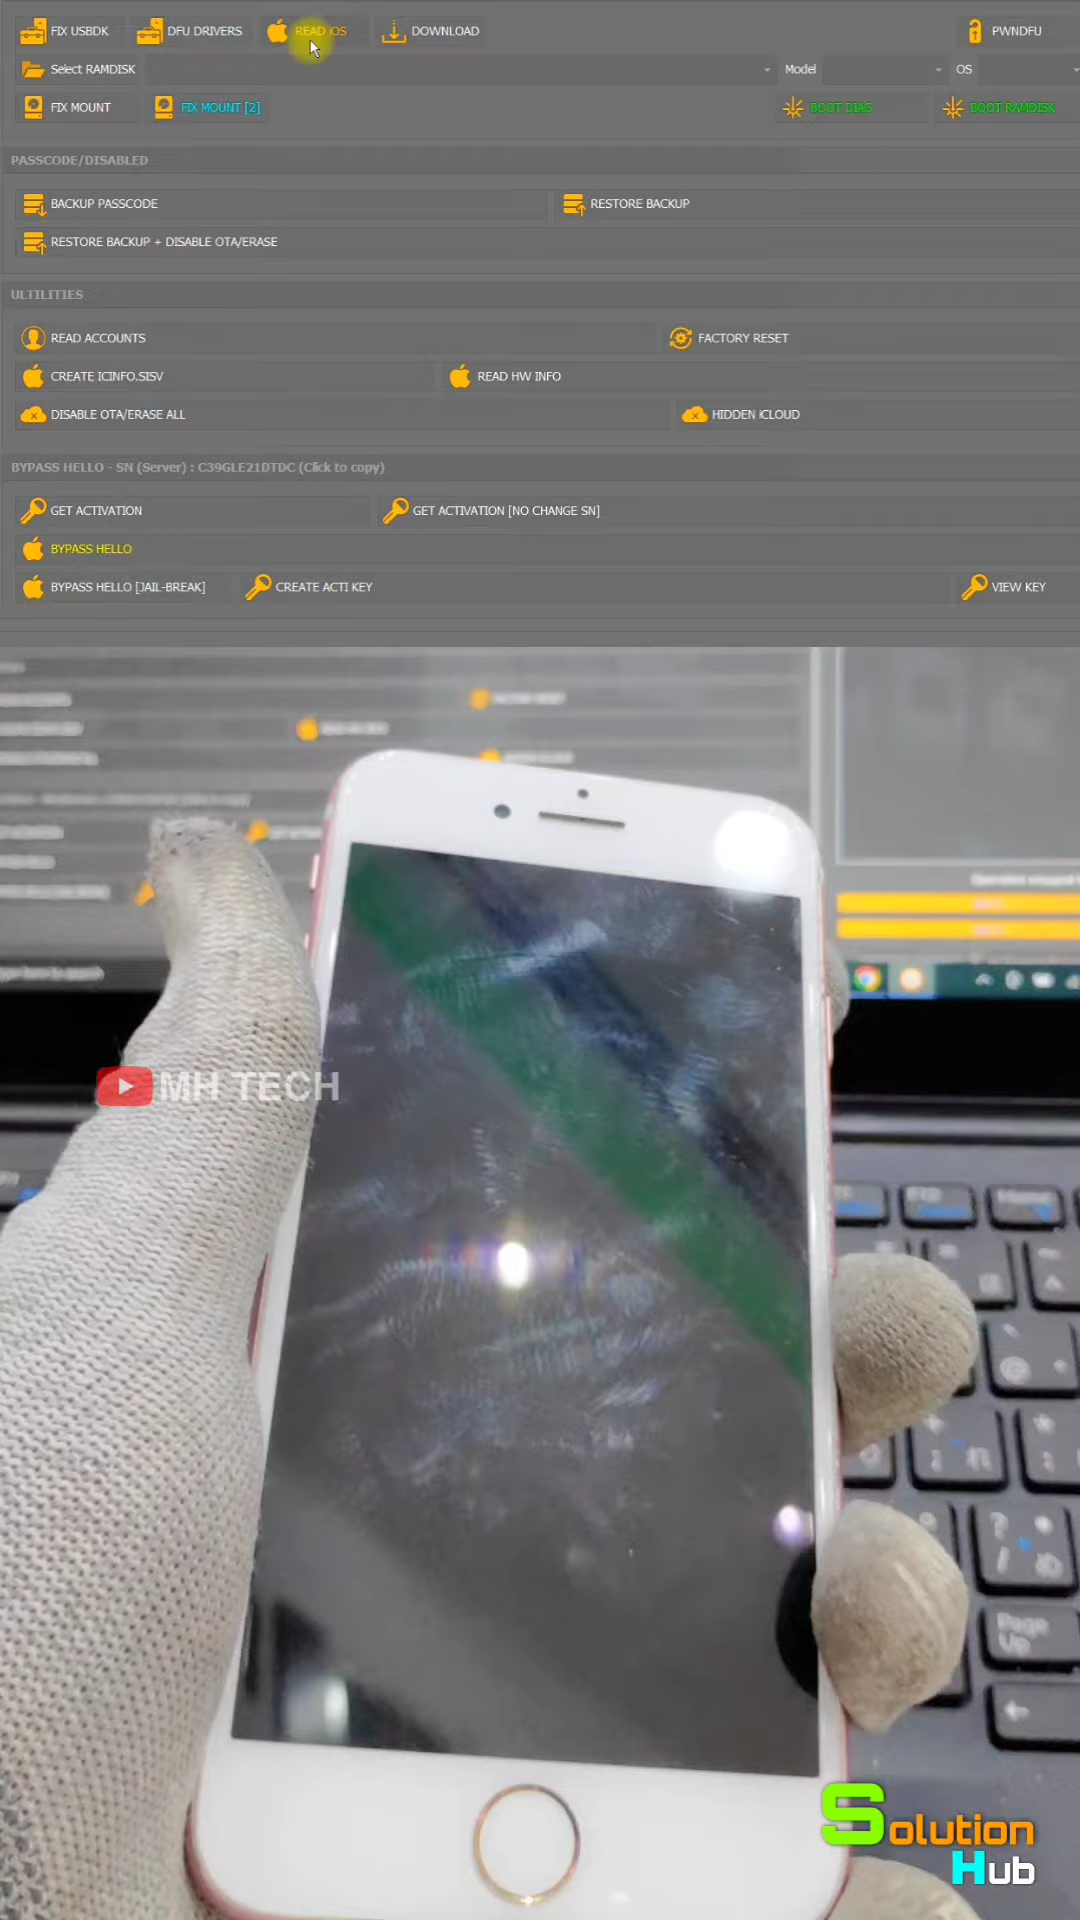 FIX USBDK DFU DRIVERS READ iOS DOWNLOAD PWNDFU
Select RAMDISK Model OS
FIX MOUNT FIX MOUNT [2] BOOT DIAG BOOT RAMDISK
PASSCODE/DISABLED
BACKUP PASSCODE RESTORE BACKUP
RESTORE BACKUP + DISABLE OTA/ERASE
ULTILITIES
READ ACCOUNTS FACTORY RESET
CREATE ICINFO.SISV READ HW INFO
DISABLE OTA/ERASE ALL HIDDEN iCLOUD
BYPASS HELLO - SN (Server) : C39GLE21DTDC (Click to copy)
GET ACTIVATION GET ACTIVATION [NO CHANGE SN]
BYPASS HELLO
BYPASS HELLO [JAIL-BREAK] CREATE ACTI KEY VIEW KEY
MH TECH
Home
Page
Up
Solution
Hub